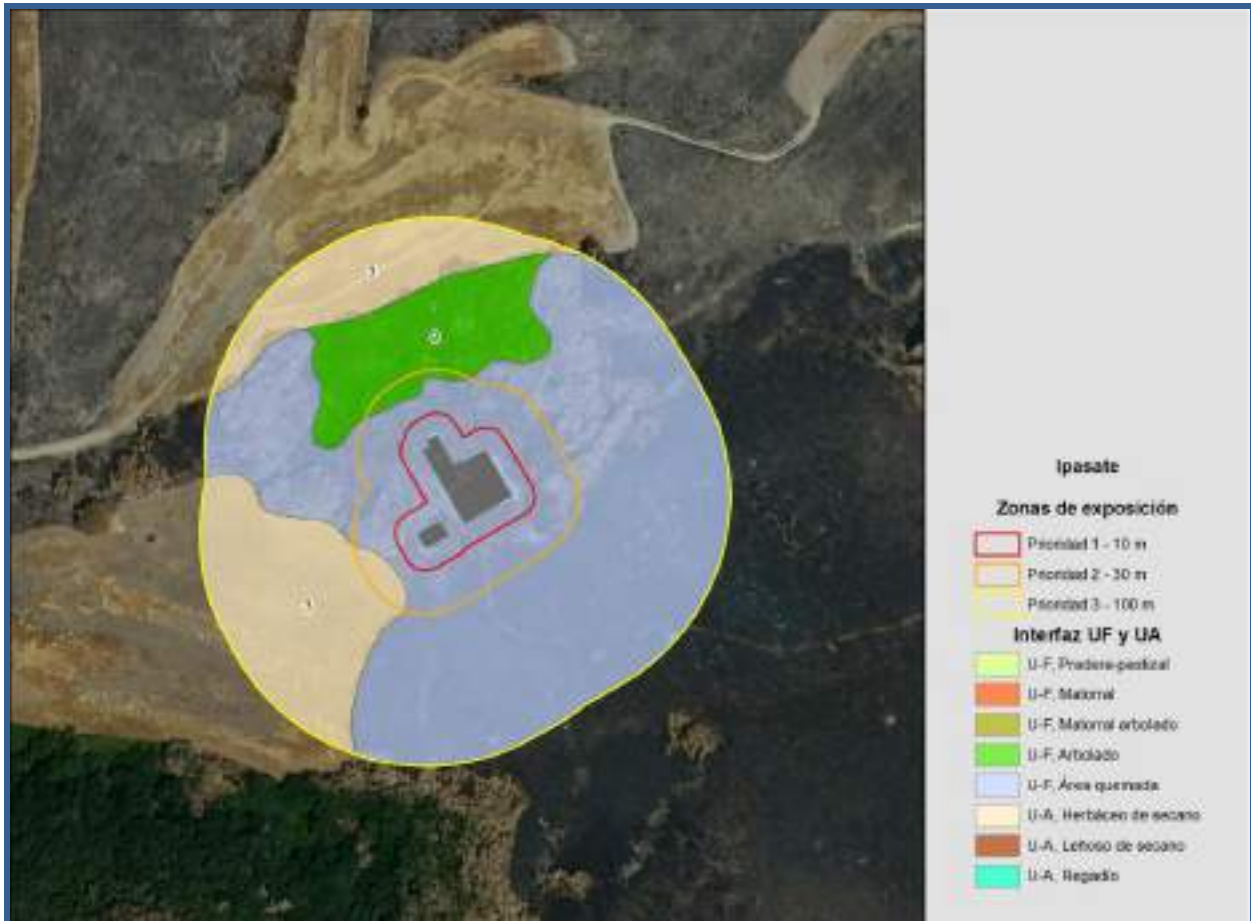 Ipasate
Zonas de exposición
Prioridad 1 - 10 m
Prioridad 2 - 30 m
Prioridad 3 - 100 m
Interfaz UF y UA
U-F, Pradera-pastizal
U-F, Matorral
U-F, Matorral arbolado
U-F, Arbolado
U-F, Área quemada
U-A, Herbáceo de secano
U-A, Leñoso de secano
U-A, Regadío